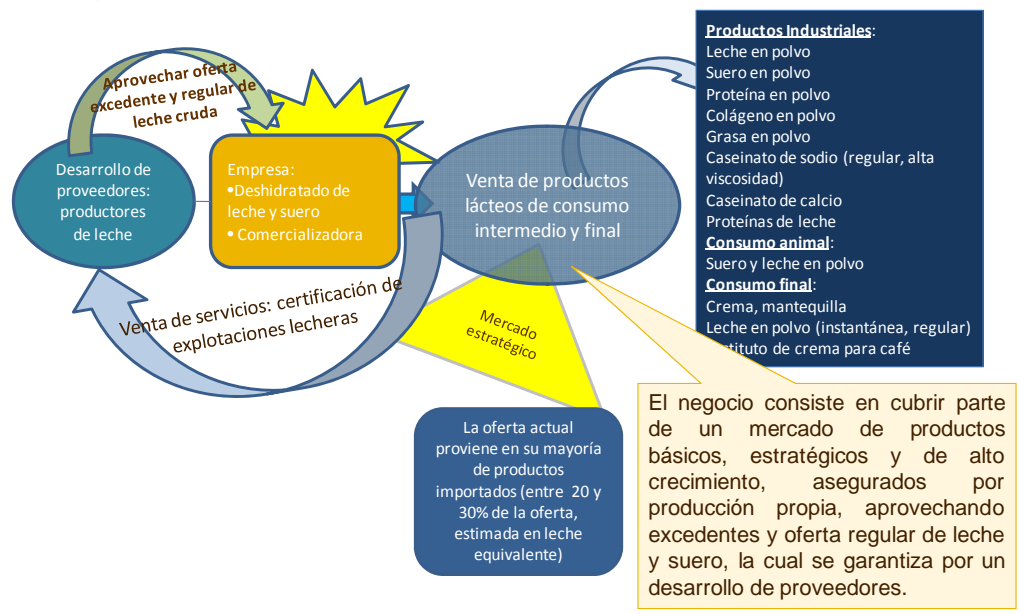 Aprovechar oferta
excedente y regular de
leche cruda
Desarrollo de
proveedores:
productores
de leche
Empresa:
•Deshidratado de
leche y suero
• Comercializadora
Venta de productos
lácteos de consumo
intermedio y final
Venta de servicios: certificación de
explotaciones lecheras
Mercado
estratégico
La oferta actual
proviene en su mayoría
de productos
importados (entre 20 y
30% de la oferta,
estimada en leche
equivalente)
Productos Industriales:
Leche en polvo
Suero en polvo
Proteína en polvo
Colágeno en polvo
Grasa en polvo
Caseinato de sodio (regular, alta
viscosidad)
Caseinato de calcio
Proteínas de leche
Consumo animal:
Suero y leche en polvo
Consumo final:
Crema, mantequilla
Leche en polvo (instantánea, regular)
de crema para café
El negocio consiste en cubrir parte
de un mercado de productos
básicos, estratégicos y de alto
crecimiento, asegurados por
producción propia, aprovechando
excedentes y oferta regular de leche
y suero, la cual se garantiza por un
desarrollo de proveedores.